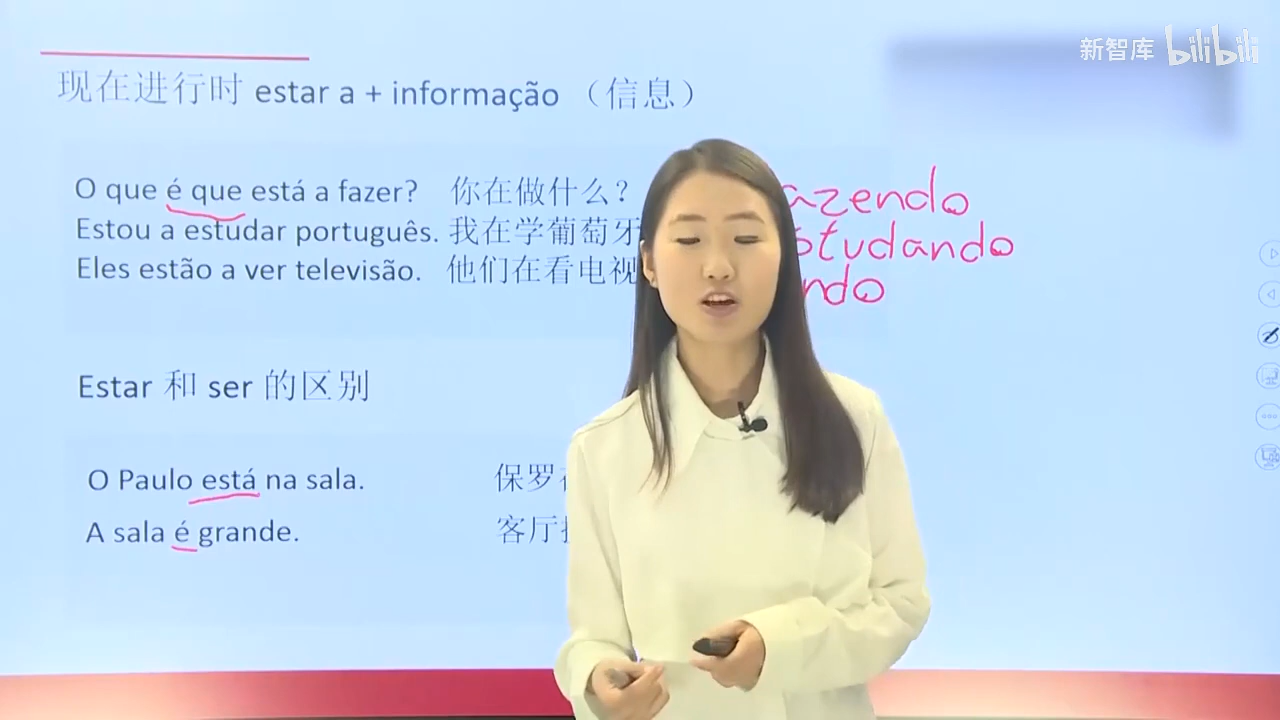 新智库 bilibili
现在进行时 estar a + informação （信息）
O que é que está a fazer? 你在做什么？
azendo
Estou a estudar português. 我在学葡萄牙
tudando
Eles estão a ver televisão. 他们在看电视
ndo
Estar 和 ser 的区别
O Paulo está na sala. 保罗
A sala é grande. 客厅